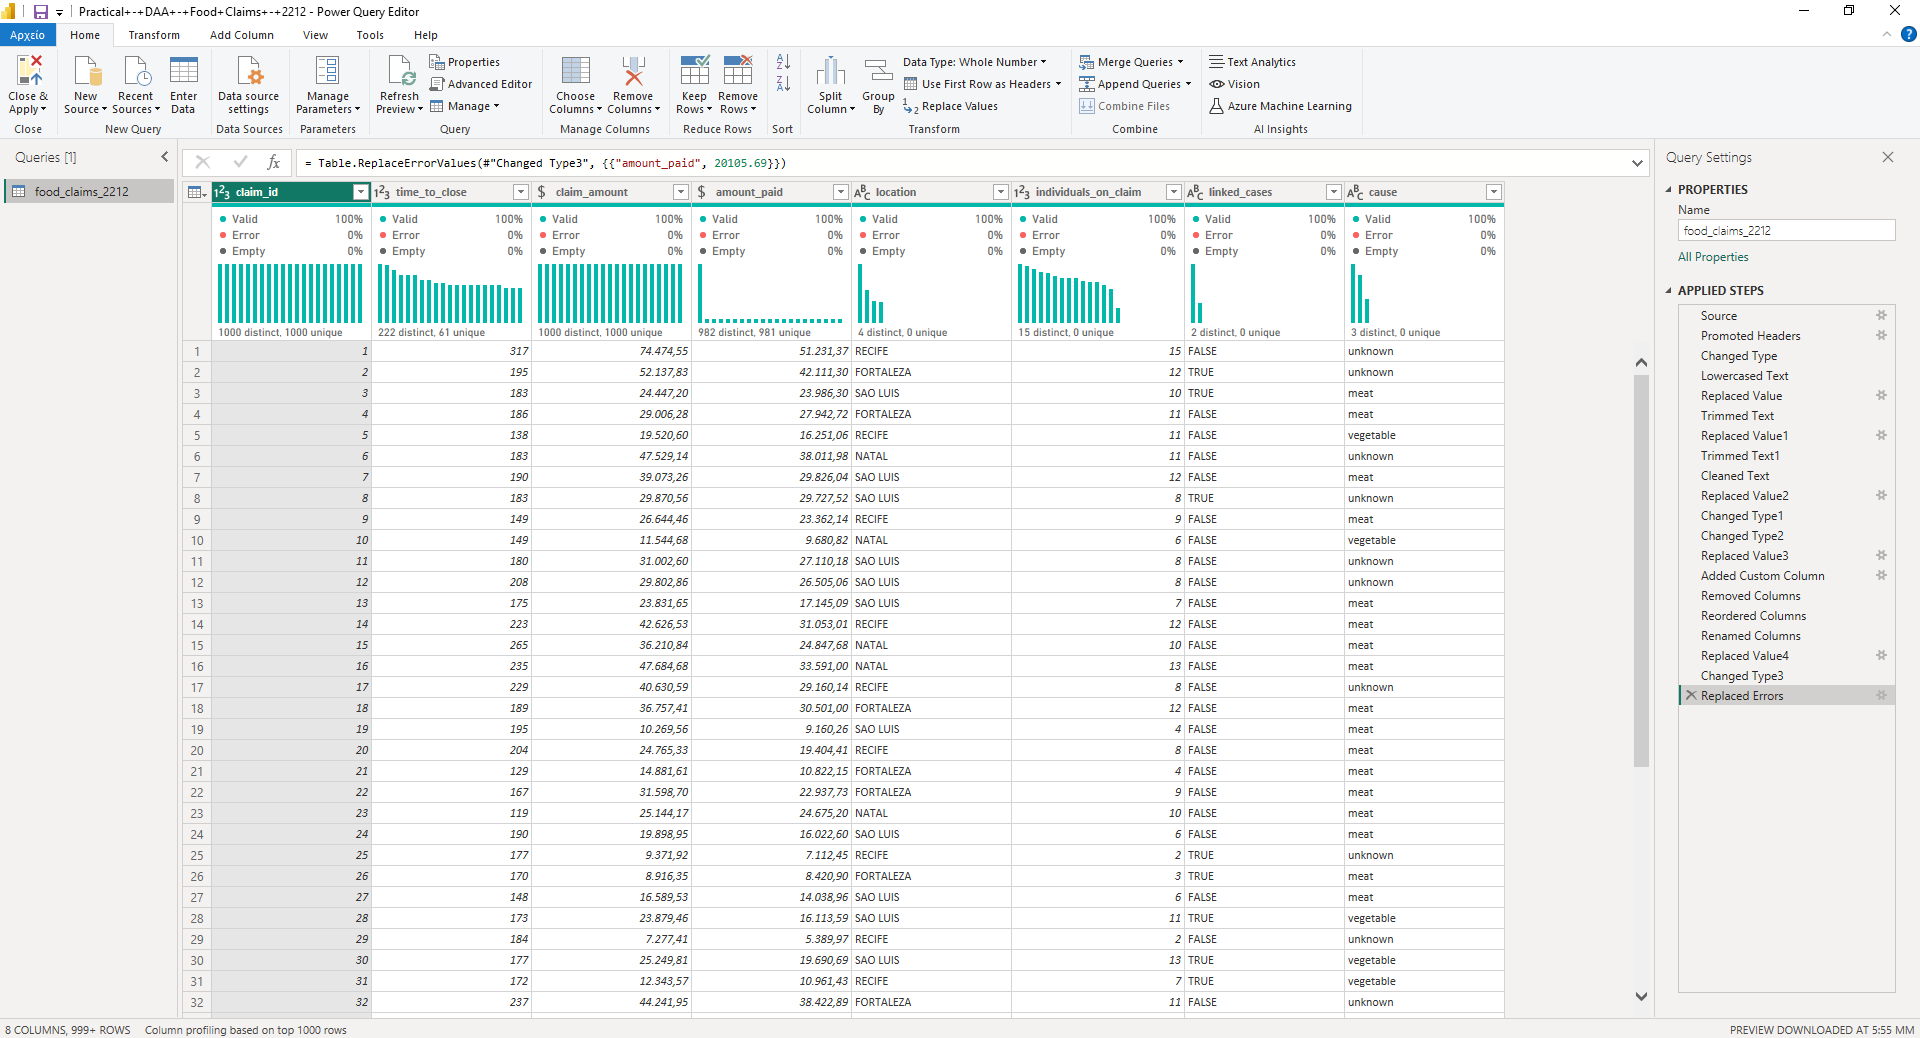 Practical+-+DAA+-+Food+Claims+-+2212 - Power Query Editor
Αρχείο Home Transform Add Column View Tools Help
Close & Apply New Source Recent Sources Enter Data Data source settings Manage Parameters Refresh Preview Properties Advanced Editor Manage Choose Columns Remove Columns Keep Rows Remove Rows Split Column Group By Data Type: Whole Number Use First Row as Headers Replace Values Merge Queries Append Queries Combine Files Text Analytics Vision Azure Machine Learning
Close New Query Data Sources Parameters Query Manage Columns Reduce Rows Sort Transform Combine AI Insights
Queries [1]
food_claims_2212
= Table.ReplaceErrorValues(#"Changed Type3", {{"amount_paid", 20105.69}})
claim_id time_to_close claim_amount amount_paid location individuals_on_claim linked_cases cause
Valid 100% Valid 100% Valid 100% Valid 100% Valid 100% Valid 100% Valid 100% Valid 100%
Error 0% Error 0% Error 0% Error 0% Error 0% Error 0% Error 0% Error 0%
Empty 0% Empty 0% Empty 0% Empty 0% Empty 0% Empty 0% Empty 0% Empty 0%
1000 distinct, 1000 unique 222 distinct, 61 unique 1000 distinct, 1000 unique 982 distinct, 981 unique 4 distinct, 0 unique 15 distinct, 0 unique 2 distinct, 0 unique 3 distinct, 0 unique
1 1 317 74.474,55 51.231,37 RECIFE 15 FALSE unknown
2 2 195 52.137,83 42.111,30 FORTALEZA 12 TRUE unknown
3 3 183 24.447,20 23.986,30 SAO LUIS 10 TRUE meat
4 4 186 29.006,28 27.942,72 FORTALEZA 11 FALSE meat
5 5 138 19.520,60 16.251,06 RECIFE 11 FALSE vegetable
6 6 183 47.529,14 38.011,98 NATAL 11 FALSE unknown
7 7 190 39.073,26 29.826,04 SAO LUIS 12 FALSE meat
8 8 183 29.870,56 29.727,52 SAO LUIS 8 TRUE unknown
9 9 149 26.644,46 23.362,14 RECIFE 9 FALSE meat
10 10 149 11.544,68 9.680,82 NATAL 6 FALSE vegetable
11 11 180 31.002,60 27.110,18 SAO LUIS 8 FALSE unknown
12 12 208 29.802,86 26.505,06 SAO LUIS 8 FALSE unknown
13 13 175 23.831,65 17.145,09 SAO LUIS 7 FALSE meat
14 14 223 42.626,53 31.053,01 RECIFE 12 FALSE meat
15 15 265 36.210,84 24.847,68 NATAL 10 FALSE meat
16 16 235 47.684,68 33.591,00 NATAL 13 FALSE meat
17 17 229 40.630,59 29.160,14 RECIFE 8 FALSE unknown
18 18 189 36.757,41 30.501,00 FORTALEZA 12 FALSE meat
19 19 195 10.269,56 9.160,26 SAO LUIS 4 FALSE meat
20 20 204 24.765,33 19.404,41 RECIFE 8 FALSE meat
21 21 129 14.881,61 10.822,15 FORTALEZA 4 FALSE meat
22 22 167 31.598,70 22.937,73 FORTALEZA 9 FALSE meat
23 23 119 25.144,17 24.675,20 NATAL 10 FALSE meat
24 24 190 19.898,95 16.022,60 SAO LUIS 6 FALSE meat
25 25 177 9.371,92 7.112,45 RECIFE 2 TRUE unknown
26 26 170 8.916,35 8.420,90 FORTALEZA 3 TRUE meat
27 27 148 16.589,53 14.038,96 SAO LUIS 6 FALSE meat
28 28 173 23.879,46 16.113,59 SAO LUIS 11 TRUE vegetable
29 29 184 7.277,41 5.389,97 RECIFE 2 FALSE unknown
30 30 177 25.249,81 19.690,69 SAO LUIS 13 TRUE vegetable
31 31 172 12.343,57 10.961,43 RECIFE 7 TRUE vegetable
32 32 237 44.241,95 38.422,89 FORTALEZA 11 FALSE unknown
Query Settings
PROPERTIES
Name
food_claims_2212
All Properties
APPLIED STEPS
Source
Promoted Headers
Changed Type
Lowercased Text
Replaced Value
Trimmed Text
Replaced Value1
Trimmed Text1
Cleaned Text
Replaced Value2
Changed Type1
Changed Type2
Replaced Value3
Added Custom Column
Removed Columns
Reordered Columns
Renamed Columns
Replaced Value4
Changed Type3
Replaced Errors
8 COLUMNS, 999+ ROWS Column profiling based on top 1000 rows
PREVIEW DOWNLOADED AT 5:55 MM